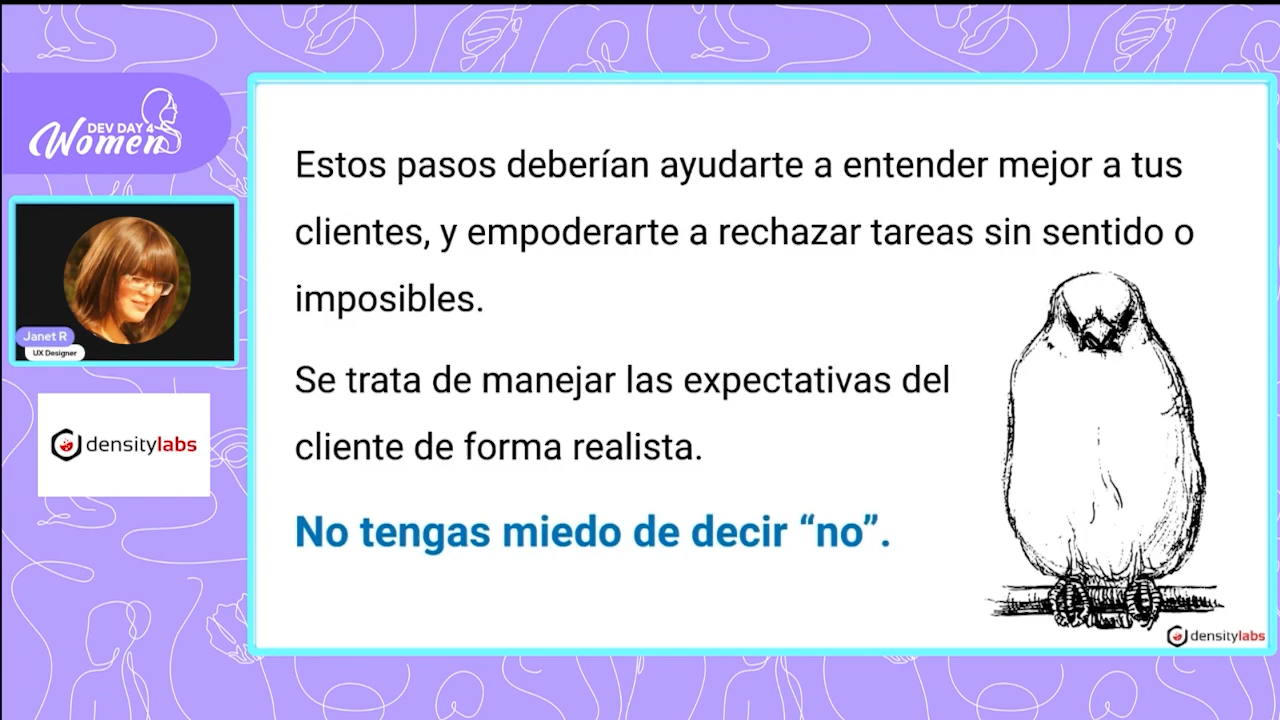 DEV DAY 4
Women
Janet R
UX Designer
densitylabs
Estos pasos deberían ayudarte a entender mejor a tus
clientes, y empoderarte a rechazar tareas sin sentido o
imposibles.
Se trata de manejar las expectativas del
cliente de forma realista.
No tengas miedo de decir “no”.
densitylabs